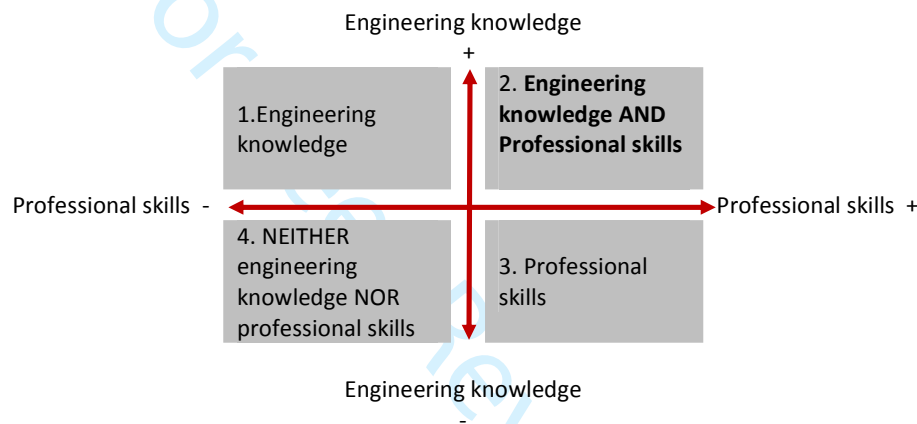 Engineering knowledge
+
1.Engineering
knowledge
2. Engineering
knowledge AND
Professional skills
Professional skills -
Professional skills +
4. NEITHER
engineering
knowledge NOR
professional skills
3. Professional
skills
Engineering knowledge
-